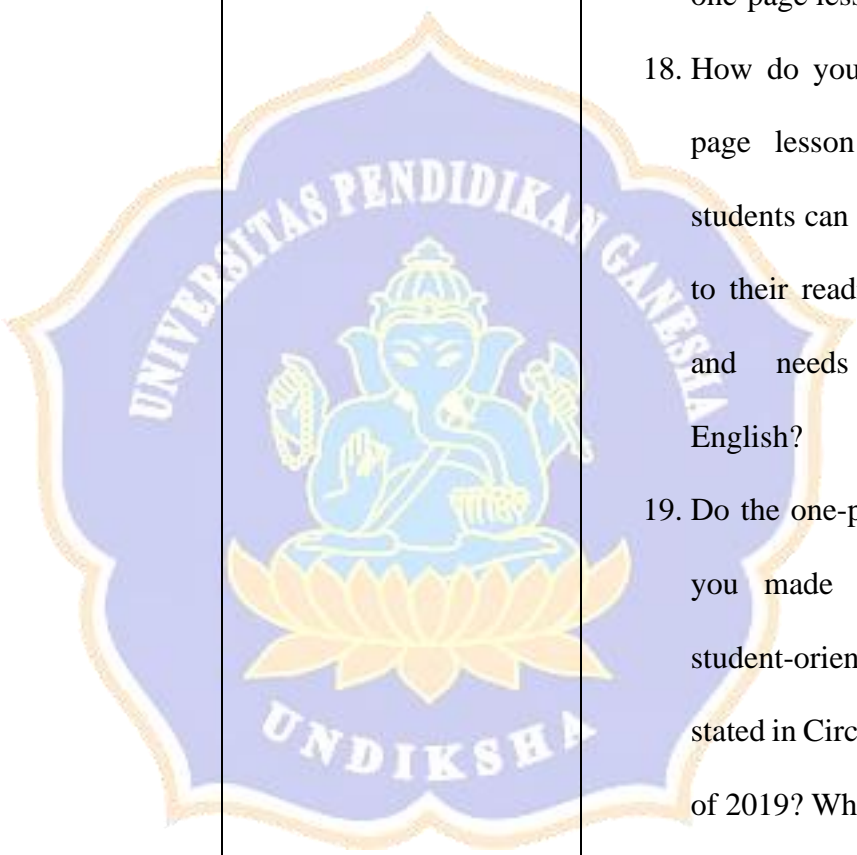 one-page less
18. How do you
page lesson
students can
to their read
and needs
English?
19. Do the one-p
you made
student-orien
stated in Circ
of 2019? Wh
UNIVERSITAS PENDIDIKAN GANESHA
UNDIKSHA